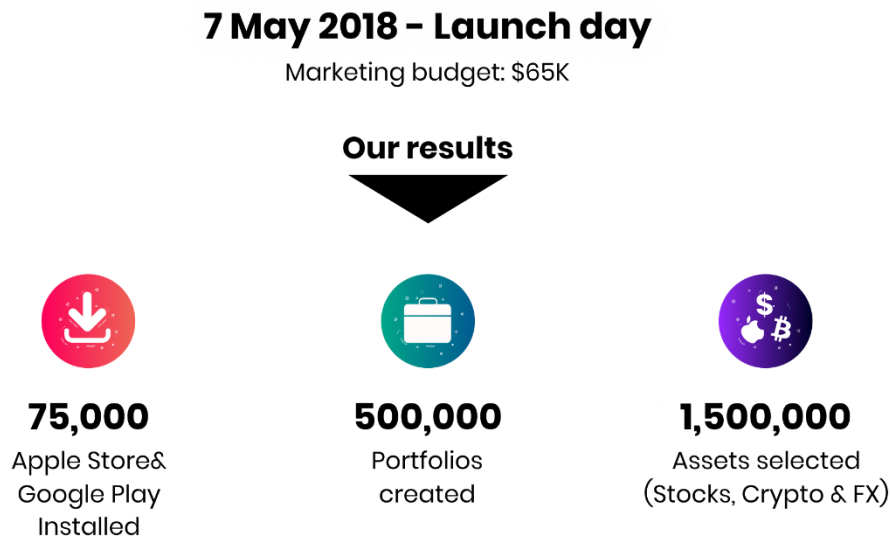 7 May 2018 - Launch day
Marketing budget: $65K
Our results
75,000
Apple Store&
Google Play
Installed
500,000
Portfolios
created
1,500,000
Assets selected
(Stocks, Crypto & FX)